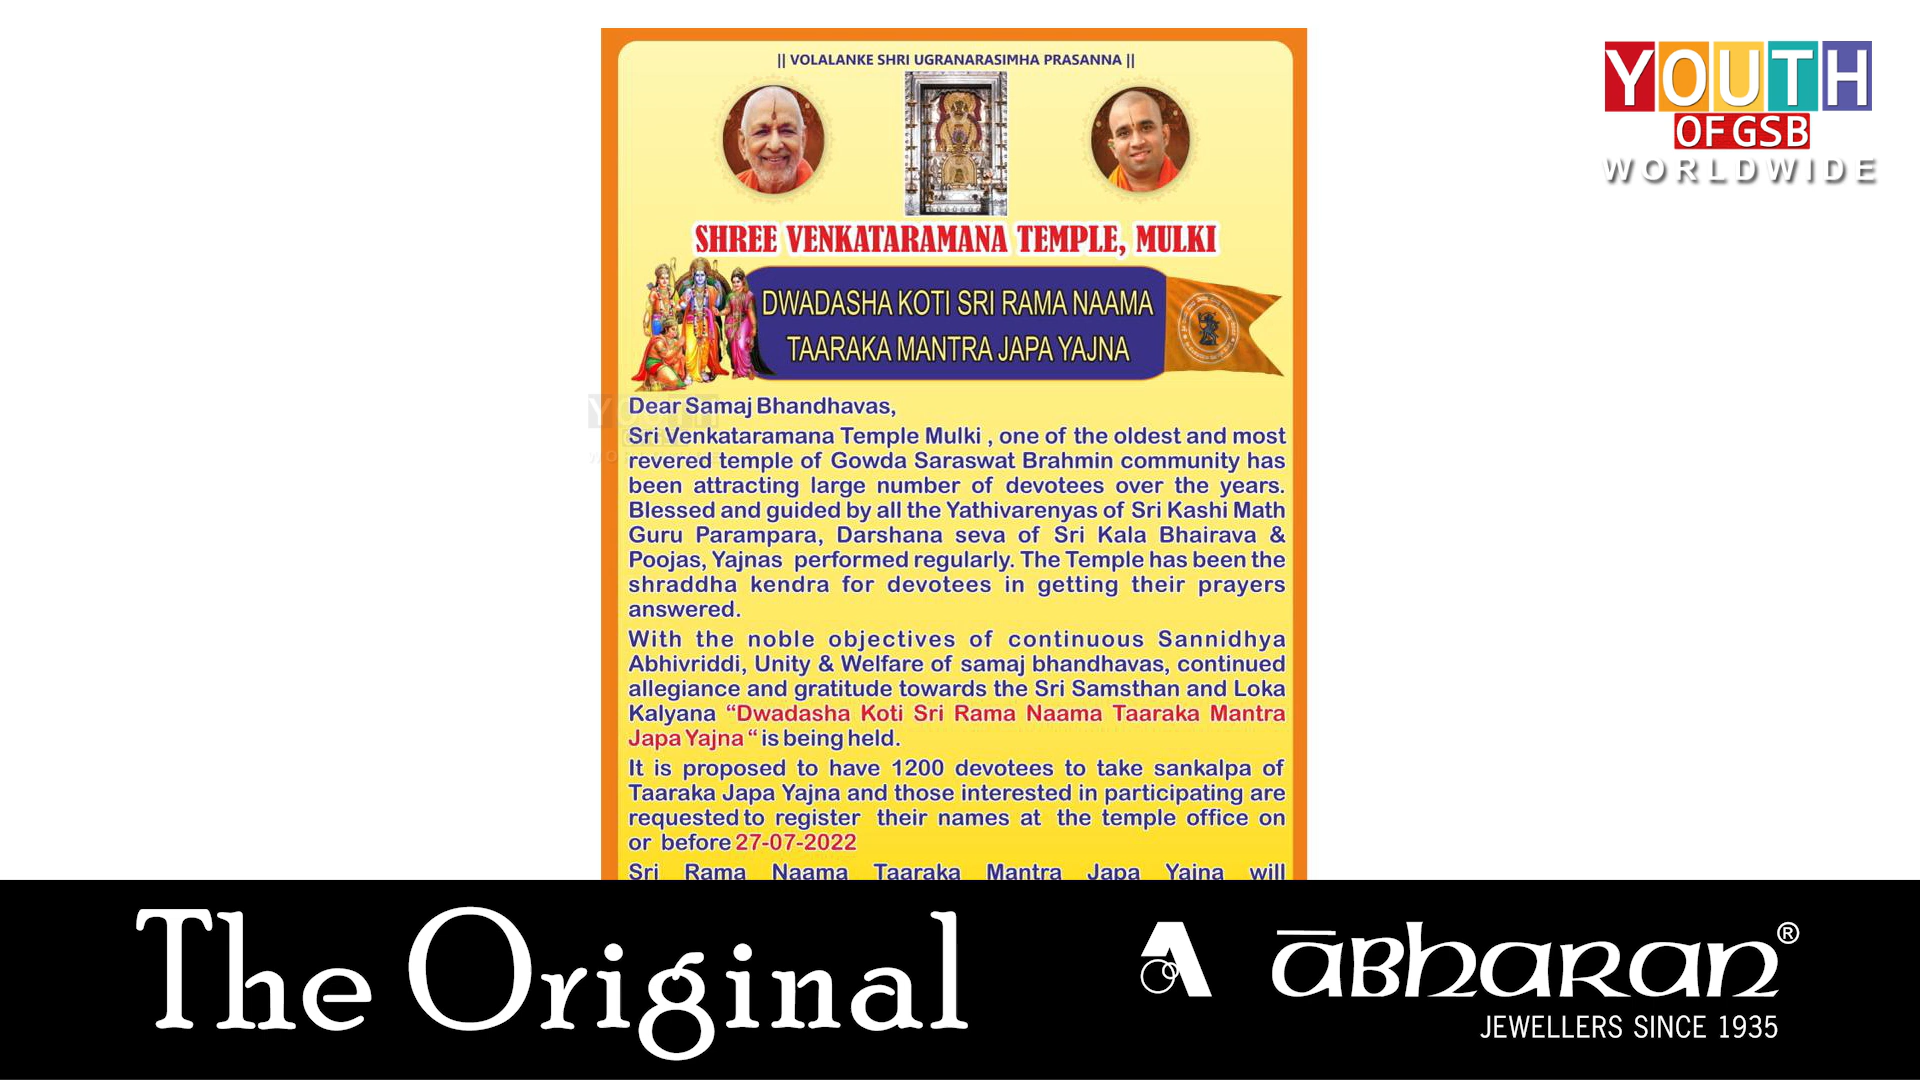 || VOLALANKE SHRI UGRANARASIMHA PRASANNA ||
YOUTH
OF GSB
WORLDWIDE
SHREE VENKATARAMANA TEMPLE, MULKI
DWADASHA KOTI SRI RAMA NAAMA
TAARAKA MANTRA JAPA YAJNA
Dear Samaj Bhandhavas,
Sri Venkataramana Temple Mulki , one of the oldest and most
revered temple of Gowda Saraswat Brahmin community has
been attracting large number of devotees over the years.
Blessed and guided by all the Yathivarenyas of Sri Kashi Math
Guru Parampara, Darshana seva of Sri Kala Bhairava &
Poojas, Yajnas performed regularly. The Temple has been the
shraddha kendra for devotees in getting their prayers
answered.
With the noble objectives of continuous Sannidhya
Abhivriddi, Unity & Welfare of samaj bhandhavas, continued
allegiance and gratitude towards the Sri Samsthan and Loka
Kalyana “Dwadasha Koti Sri Rama Naama Taaraka Mantra
Japa Yajna “ is being held.
It is proposed to have 1200 devotees to take sankalpa of
Taaraka Japa Yajna and those interested in participating are
requested to register their names at the temple office on
or before 27-07-2022
Sri Rama Naama Taaraka Mantra Japa Yajna will
The Original
ābharan®
JEWELLERS SINCE 1935